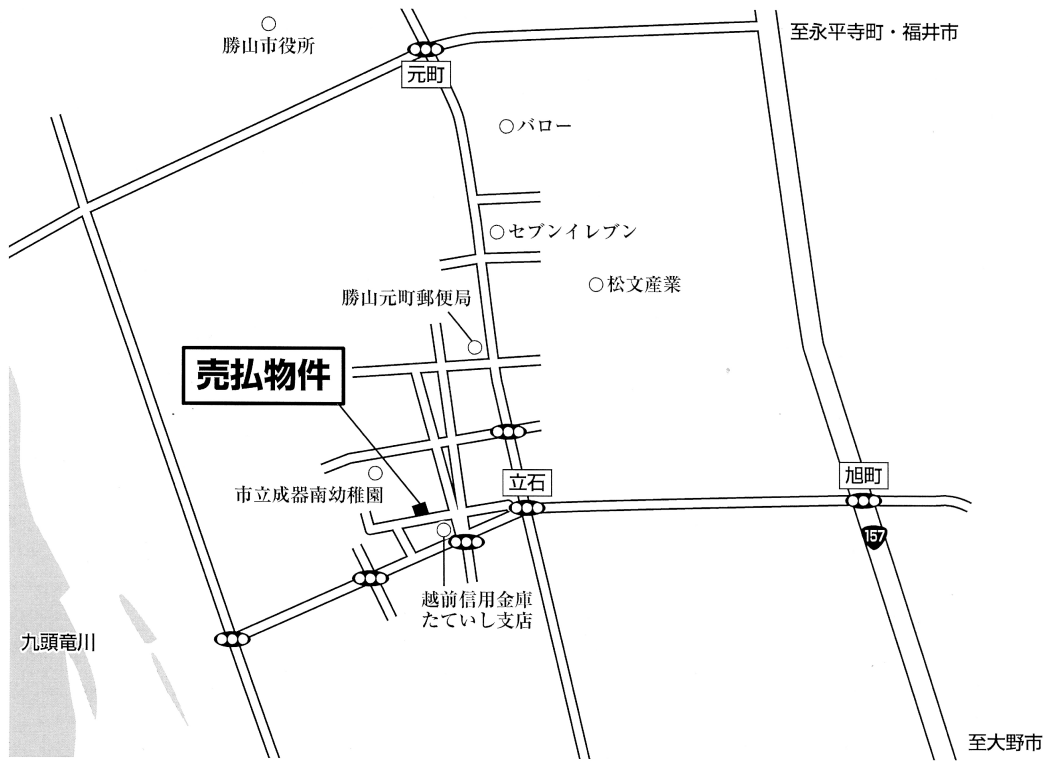 勝山市役所
至永平寺町・福井市
元町
バロー
セブンイレブン
松文産業
勝山元町郵便局
売払物件
旭町
立石
市立成器南幼稚園
157
越前信用金庫
たていし支店
九頭竜川
至大野市